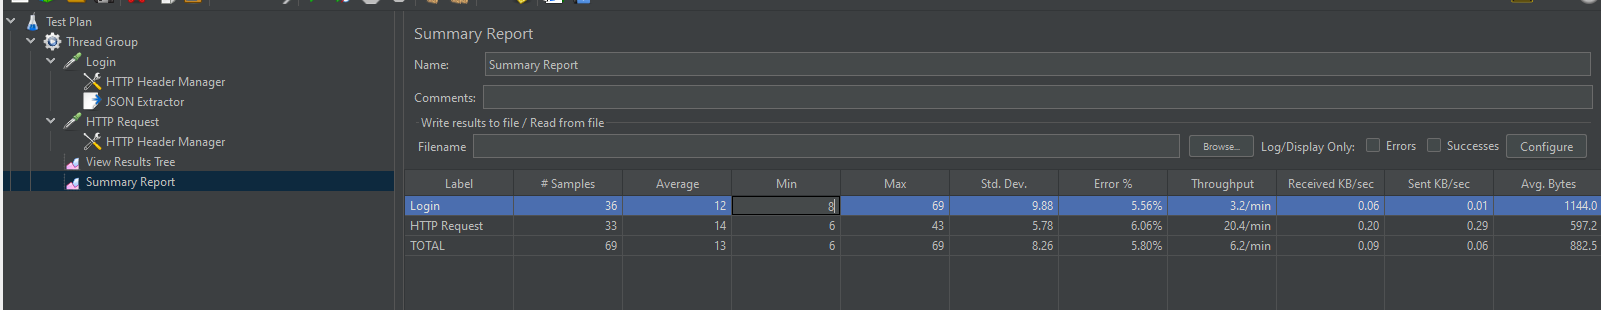 Test Plan
Thread Group
Login
HTTP Header Manager
JSON Extractor
HTTP Request
HTTP Header Manager
View Results Tree
Summary Report
Summary Report
Name: Summary Report
Comments:
Write results to file / Read from file
Filename Browse... Log/Display Only: Errors Successes Configure
Label # Samples Average Min Max Std. Dev. Error % Throughput Received KB/sec Sent KB/sec Avg. Bytes
Login 36 12 8 69 9.88 5.56% 3.2/min 0.06 0.01 1144.0
HTTP Request 33 14 6 43 5.78 6.06% 20.4/min 0.20 0.29 597.2
TOTAL 69 13 6 69 8.26 5.80% 6.2/min 0.09 0.06 882.5